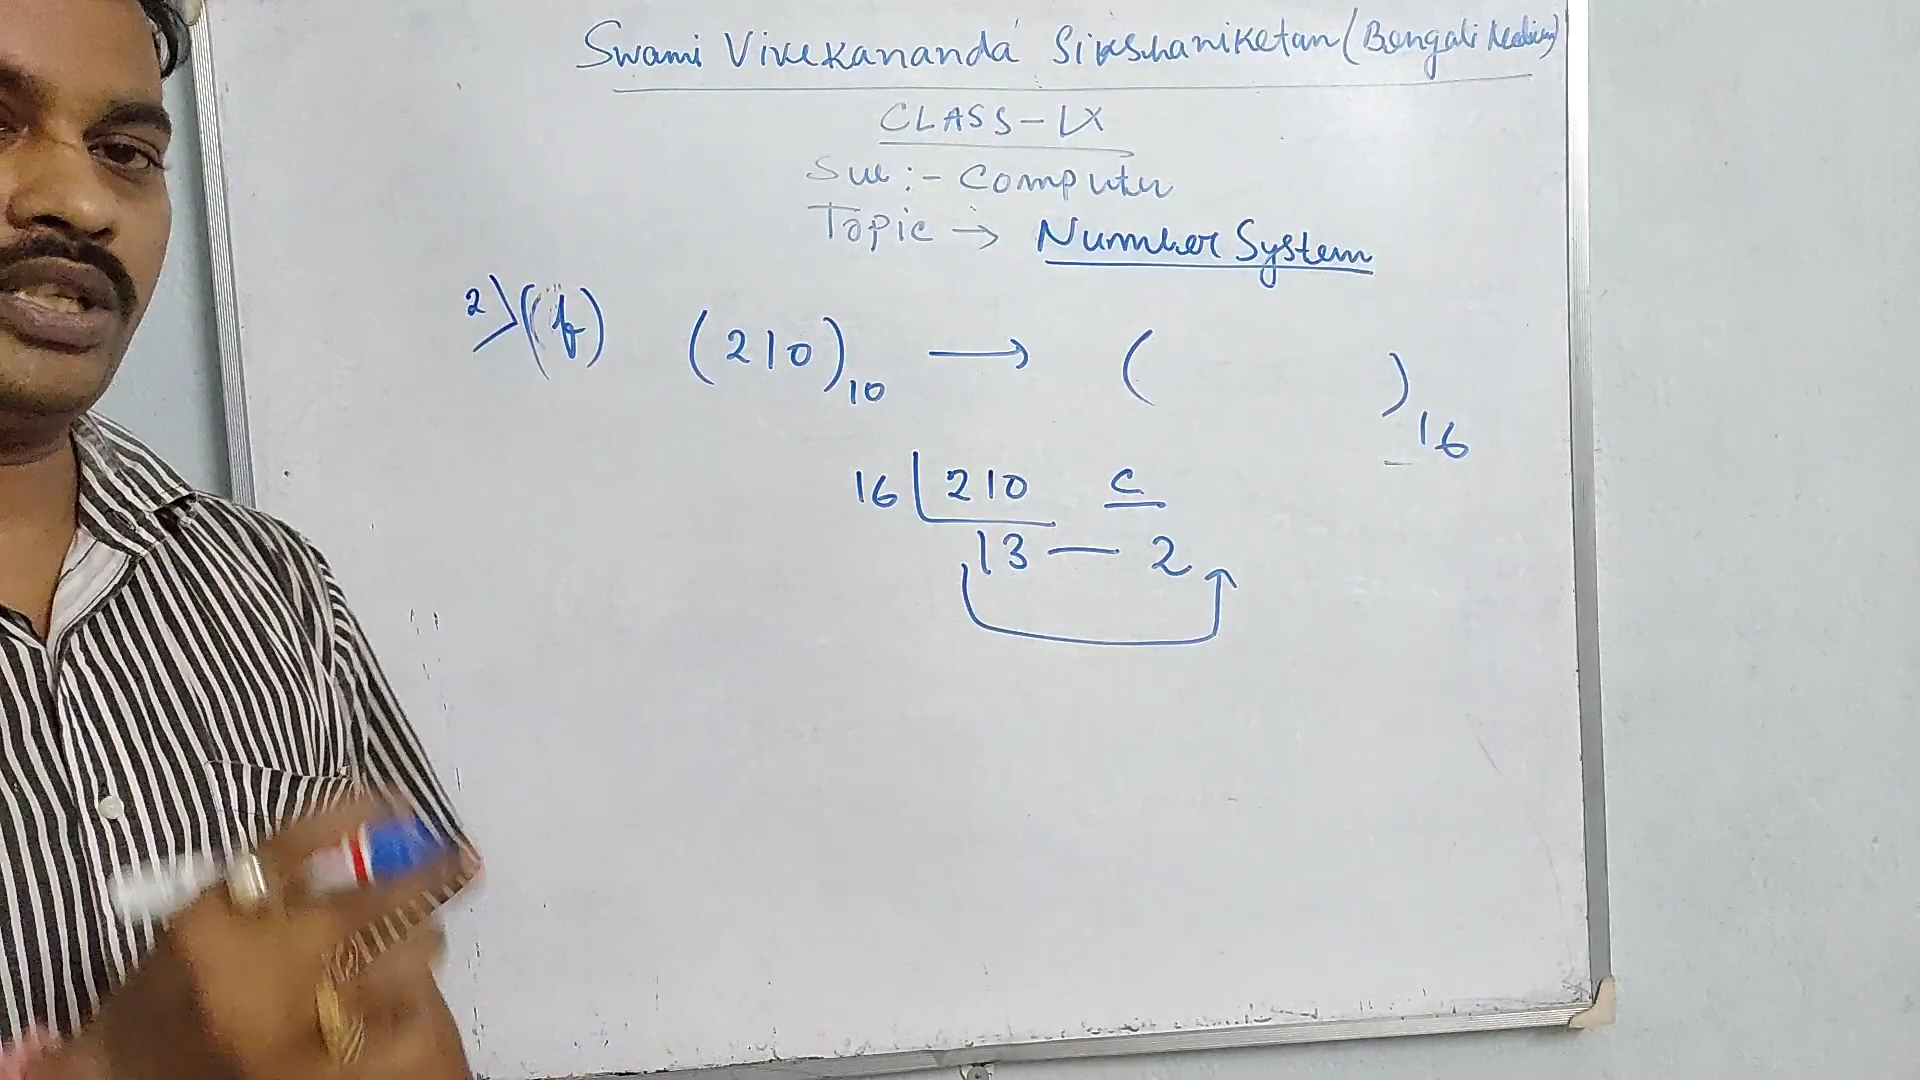 Swami Vivekananda Sikshaniketan (Bengali Medium)
CLASS - IX
Sub :- Computer
Topic → Number System
2> (f) (210)10 → ( )16
16 210 C
13 — 2